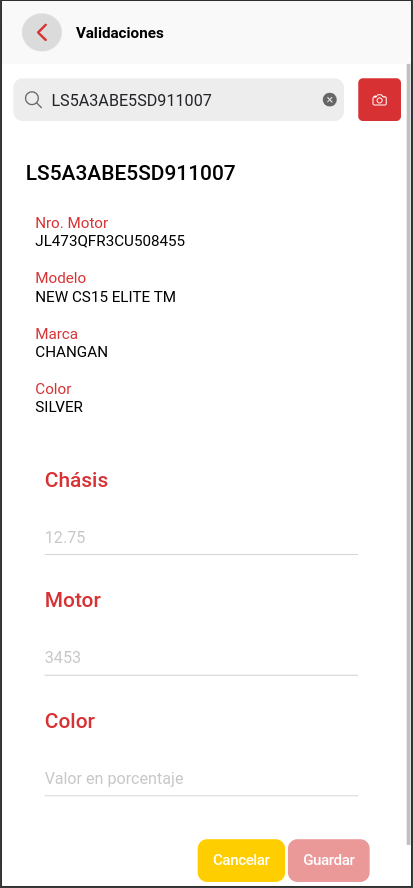 Validaciones
LS5A3ABE5SD911007
LS5A3ABE5SD911007
Nro. Motor
JL473QFR3CU508455
Modelo
NEW CS15 ELITE TM
Marca
CHANGAN
Color
SILVER
Chásis
12.75
Motor
3453
Color
Valor en porcentaje
Cancelar Guardar